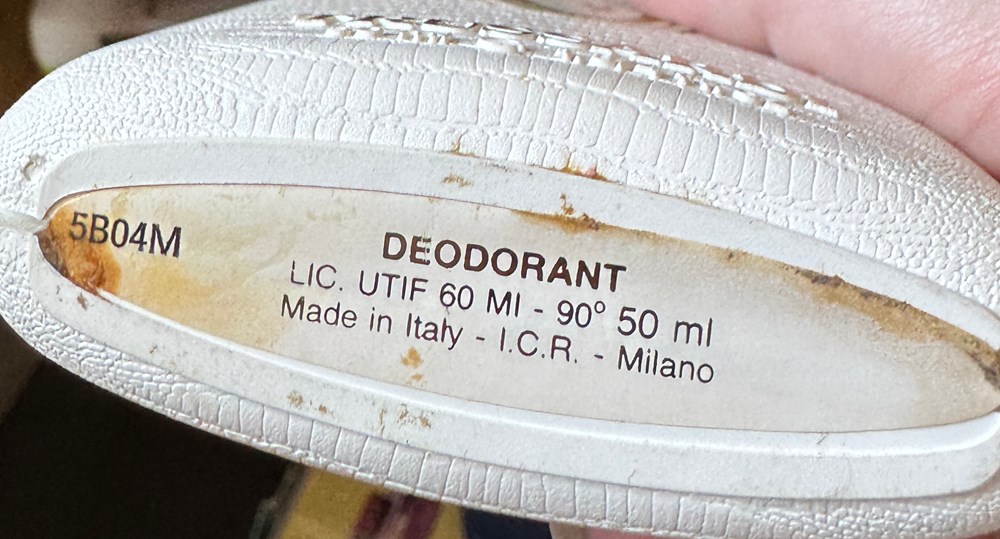 5B04M
DEODORANT
LIC. UTIF 60 MI - 90° 50 ml
Made in Italy - I.C.R. - Milano